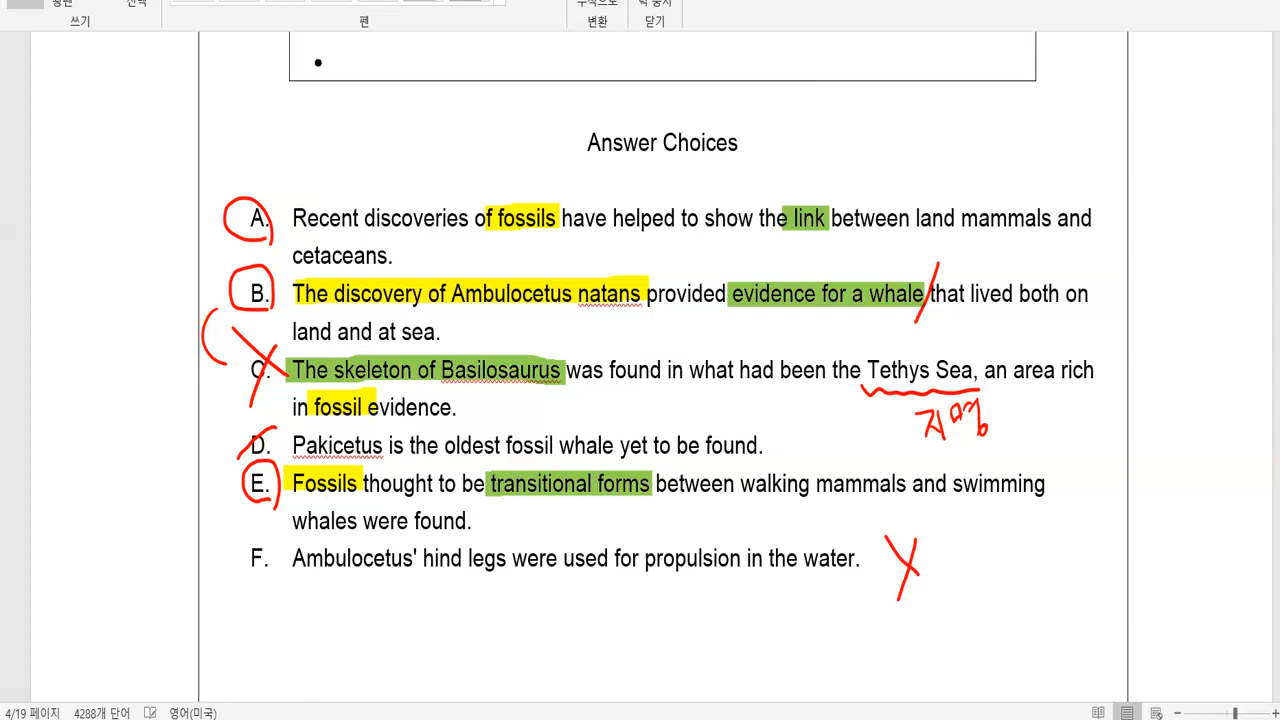 쓰기
펜
변환
닫기
Answer Choices
A. Recent discoveries of fossils have helped to show the link between land mammals and
cetaceans.
B. The discovery of Ambulocetus natans provided evidence for a whale that lived both on
land and at sea.
C. The skeleton of Basilosaurus was found in what had been the Tethys Sea, an area rich
in fossil evidence.
지명
D. Pakicetus is the oldest fossil whale yet to be found.
E. Fossils thought to be transitional forms between walking mammals and swimming
whales were found.
F. Ambulocetus' hind legs were used for propulsion in the water.
4/19 페이지 4288개 단어 영어(미국)